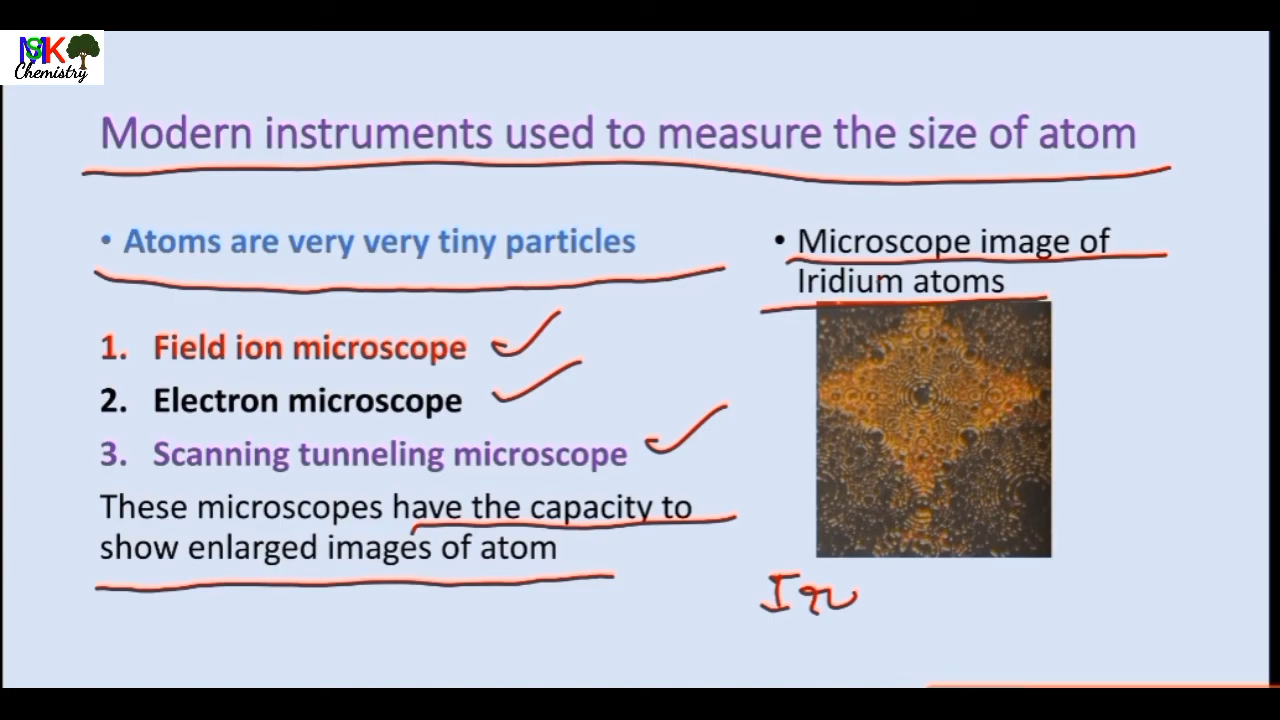 MSK
Chemistry
Modern instruments used to measure the size of atom
• Atoms are very very tiny particles
1. Field ion microscope
2. Electron microscope
3. Scanning tunneling microscope
These microscopes have the capacity to
show enlarged images of atom
• Microscope image of
Iridium atoms
Ir